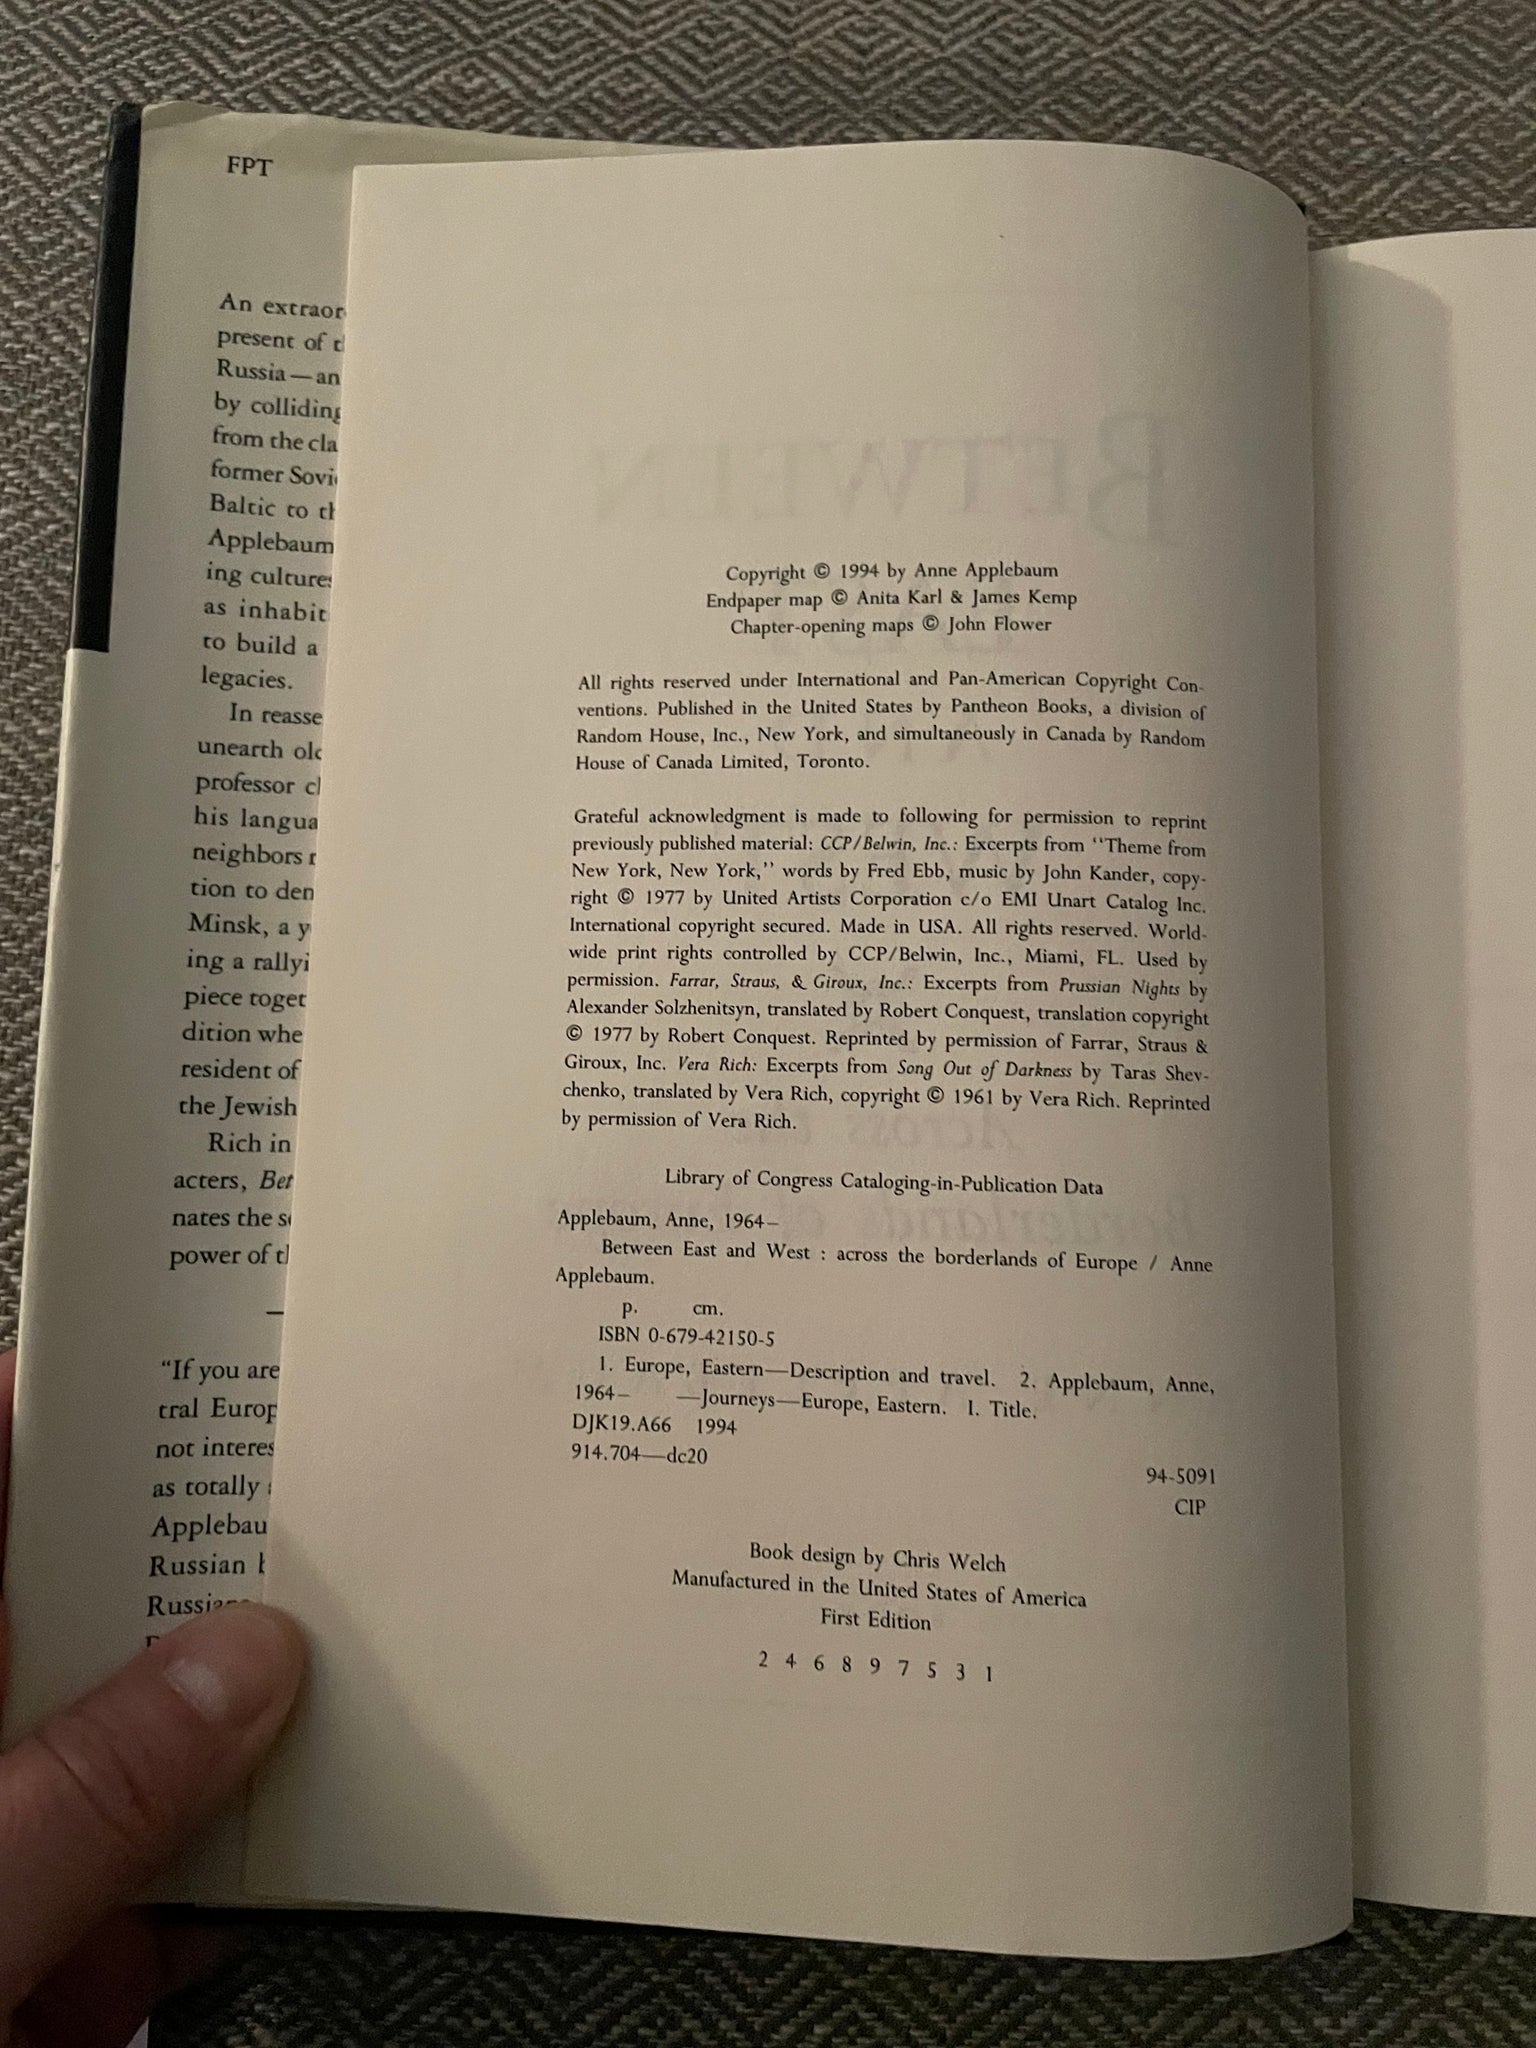 FPT
An extraor
present of t
Russia—an
by colliding
from the cla
former Sovi
Baltic to th
Applebaum
ing cultures
as inhabit
to build a
legacies.
In reasse
unearth old
professor cl
his langua
neighbors r
tion to den
Minsk, a y
ing a rallyi
piece toget
dition whe
resident of
the Jewish
Rich in
acters, Bet
nates the s
power of th
"If you are
tral Europ
not interes
as totally
Applebau
Russian
Russians
BETWEEN
Copyright © 1994 by Anne Applebaum
Endpaper map © Anita Karl & James Kemp
Chapter-opening maps © John Flower
All rights reserved under International and Pan-American Copyright Con-
ventions. Published in the United States by Pantheon Books, a division of
Random House, Inc., New York, and simultaneously in Canada by Random
House of Canada Limited, Toronto.
Grateful acknowledgment is made to following for permission to reprint
previously published material: CCP/Belwin, Inc.: Excerpts from "Theme from
New York, New York," words by Fred Ebb, music by John Kander, copy-
right © 1977 by United Artists Corporation c/o EMI Unart Catalog Inc.
International copyright secured. Made in USA. All rights reserved. World-
wide print rights controlled by CCP/Belwin, Inc., Miami, FL. Used by
permission. Farrar, Straus, & Giroux, Inc.: Excerpts from Prussian Nights by
Alexander Solzhenitsyn, translated by Robert Conquest, translation copyright
© 1977 by Robert Conquest. Reprinted by permission of Farrar, Straus &
Giroux, Inc. Vera Rich: Excerpts from Song Out of Darkness by Taras Shev-
chenko, translated by Vera Rich, copyright © 1961 by Vera Rich. Reprinted
by permission of Vera Rich.
Library of Congress Cataloging-in-Publication Data
Applebaum, Anne, 1964–
Between East and West : across the borderlands of Europe / Anne
Applebaum.
p. cm.
ISBN 0-679-42150-5
1. Europe, Eastern—Description and travel. 2. Applebaum, Anne,
1964– —Journeys—Europe, Eastern. I. Title.
DJK19.A66 1994
914.704—dc20
94-5091
CIP
Book design by Chris Welch
Manufactured in the United States of America
First Edition
2 4 6 8 9 7 5 3 1